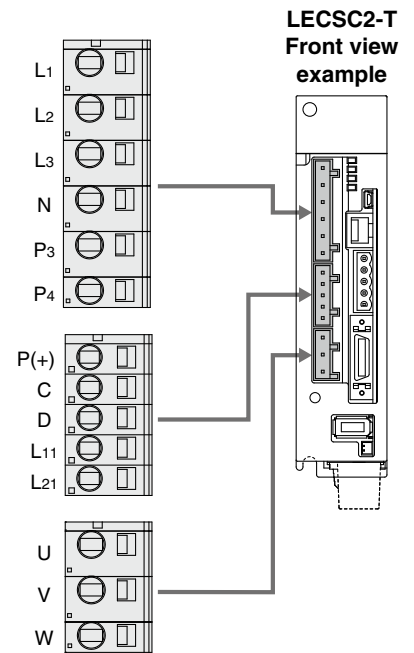 LECSC2-T
Front view
example
L1
L2
L3
N
P3
P4
P(+)
C
D
L11
L21
U
V
W